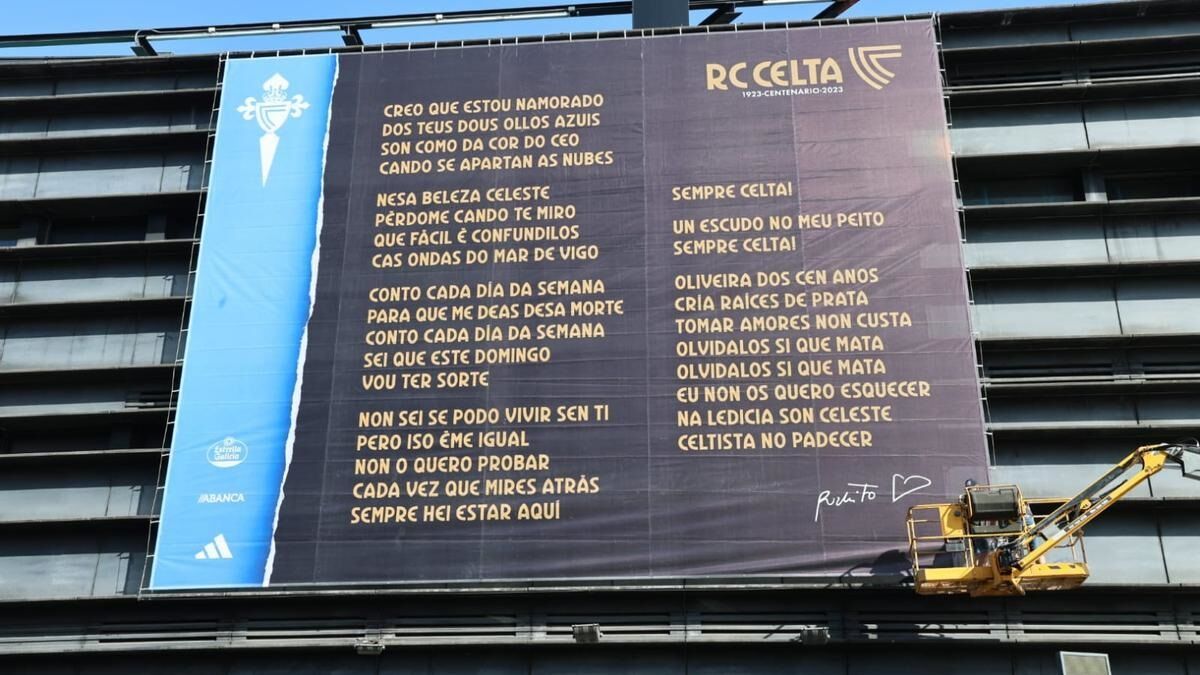 RC CELTA
1923·CENTENARIO·2023
CREO QUE ESTOU NAMORADO
DOS TEUS DOUS OLLOS AZUIS
SON COMO DA COR DO CEO
CANDO SE APARTAN AS NUBES
NESA BELEZA CELESTE
PÉRDOME CANDO TE MIRO
QUE FÁCIL É CONFUNDILOS
CAS ONDAS DO MAR DE VIGO
CONTO CADA DÍA DA SEMANA
PARA QUE ME DEAS DESA MORTE
CONTO CADA DÍA DA SEMANA
SEI QUE ESTE DOMINGO
VOU TER SORTE
NON SEI SE PODO VIVIR SEN TI
PERO ISO ÉME IGUAL
NON O QUERO PROBAR
CADA VEZ QUE MIRES ATRÁS
SEMPRE HEI ESTAR AQUÍ
SEMPRE CELTA!
UN ESCUDO NO MEU PEITO
SEMPRE CELTA!
OLIVEIRA DOS CEN ANOS
CRÍA RAÍCES DE PRATA
TOMAR AMORES NON CUSTA
OLVIDALOS SI QUE MATA
OLVIDALOS SI QUE MATA
EU NON OS QUERO ESQUECER
NA LEDICIA SON CELESTE
CELTISTA NO PADECER
Estrella
Galicia
//ABANCA